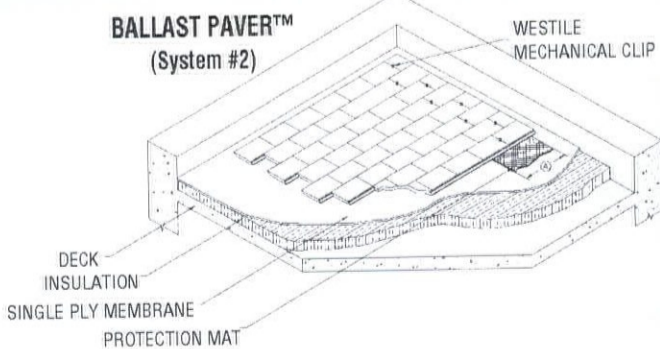 BALLAST PAVER™
(System #2)
WESTILE
MECHANICAL CLIP
A
DECK
INSULATION
SINGLE PLY MEMBRANE
PROTECTION MAT